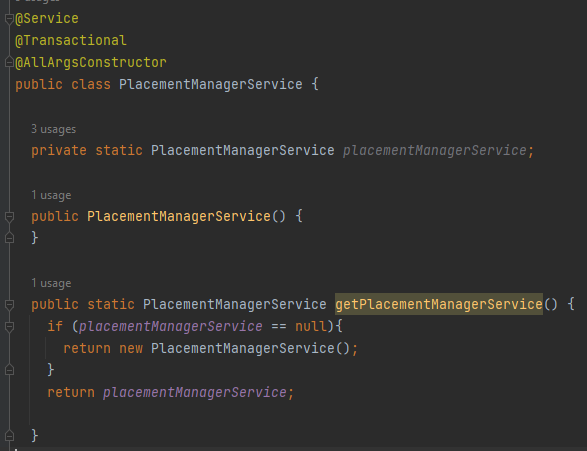 @Service
@Transactional
@AllArgsConstructor
public class PlacementManagerService {
3 usages
private static PlacementManagerService placementManagerService;
1 usage
public PlacementManagerService() {
}
1 usage
public static PlacementManagerService getPlacementManagerService() {
if (placementManagerService == null){
return new PlacementManagerService();
}
return placementManagerService;
}